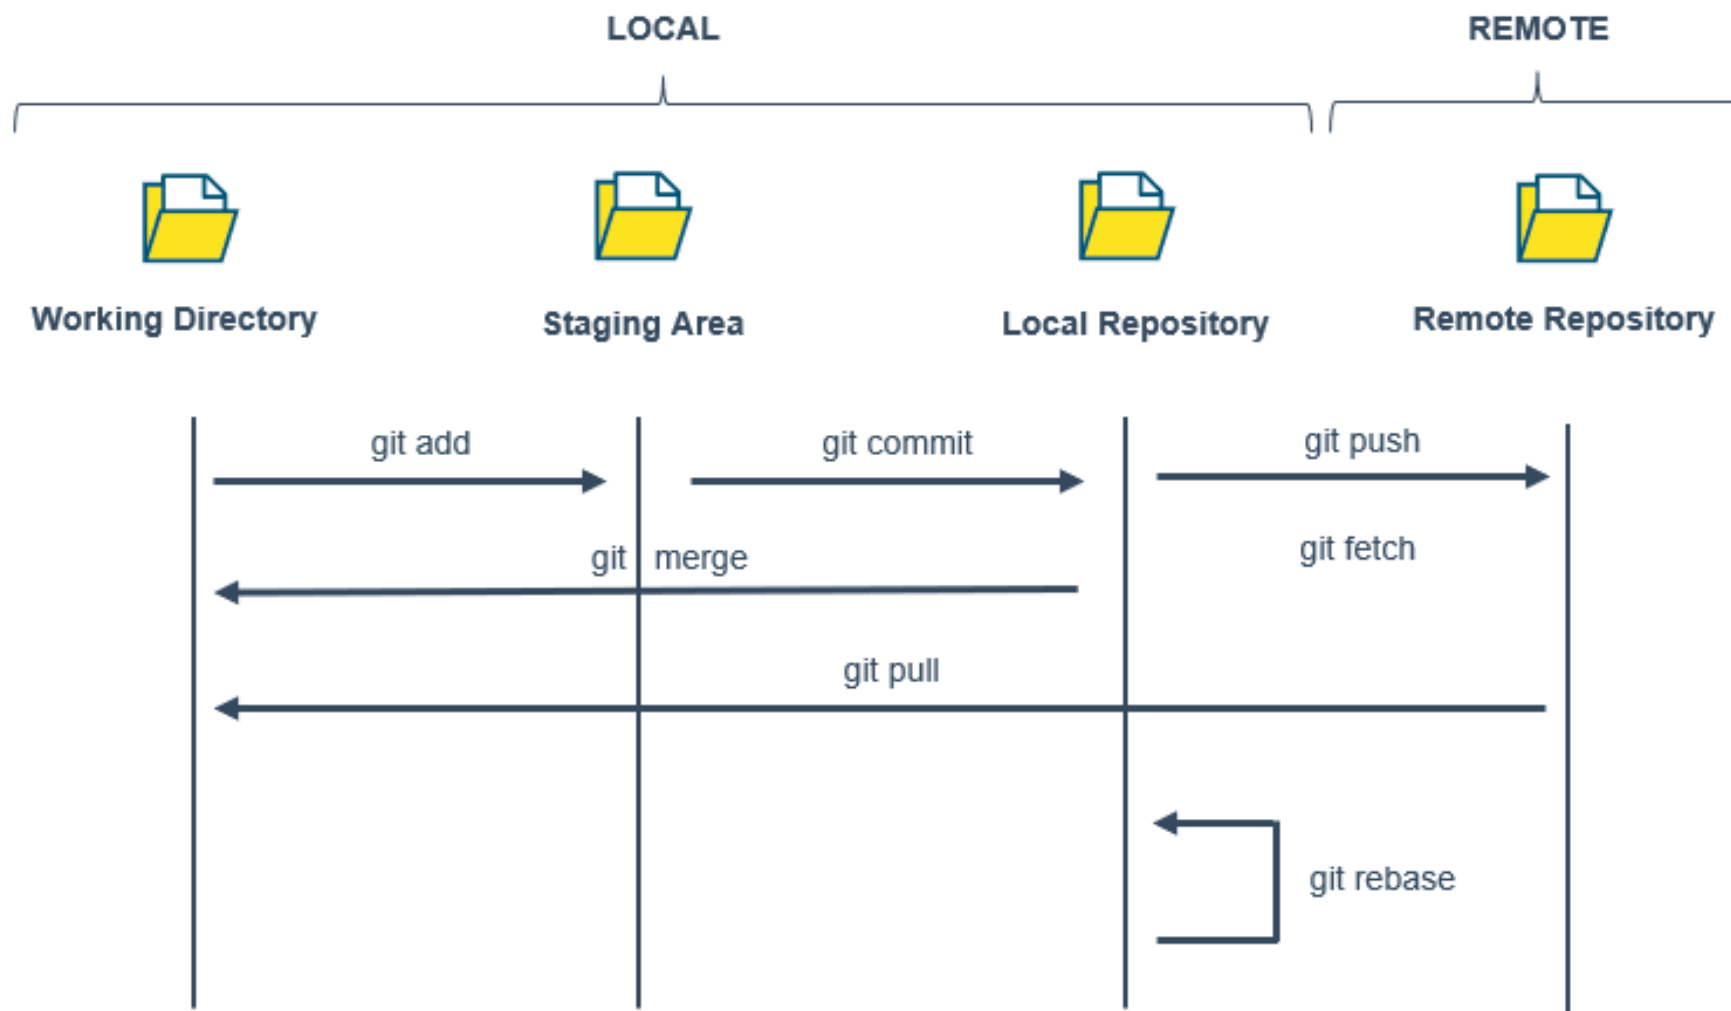 LOCAL
REMOTE
Working Directory
Staging Area
Local Repository
Remote Repository
git add
git commit
git push
git merge
git fetch
git pull
git rebase